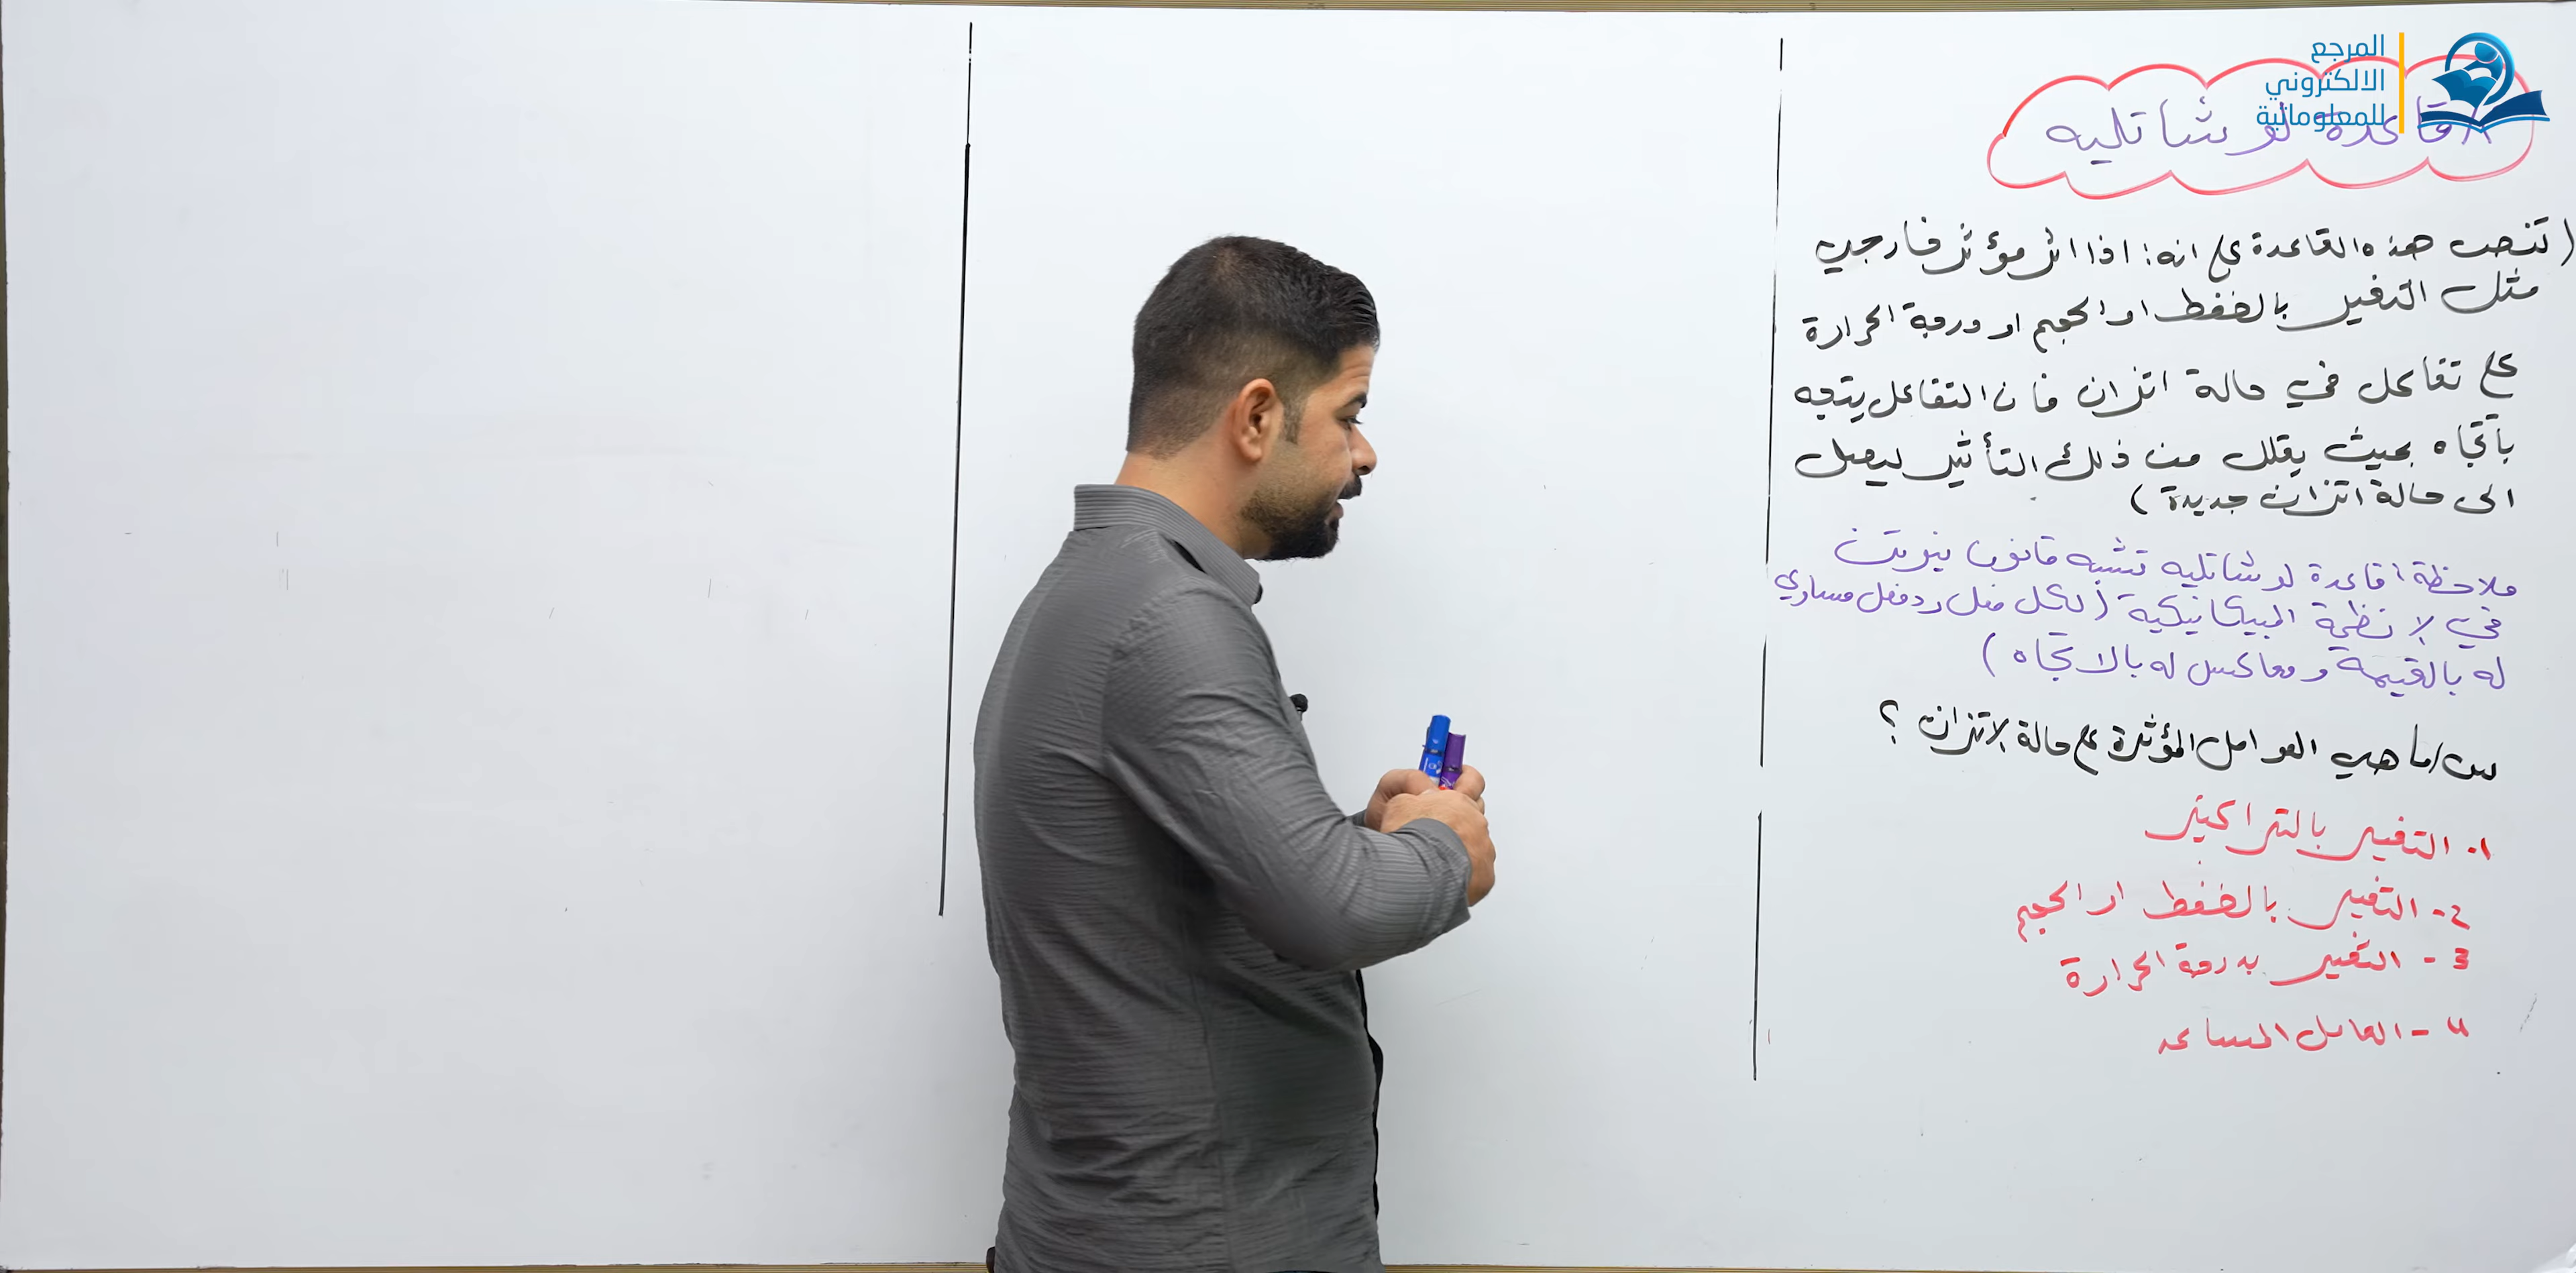 المرجع
الالكتروني
للمعلوماتية
قاعدة لوشاتليه
(تنص هذه القاعدة على انه: اذا اثر مؤثر خارجي
مثل التغير بالضغط او الحجم او درجة الحرارة
على تفاعل في حالة اتزان فأن التفاعل يتجه
بأتجاه بحيث يقلل من ذلك التأثير ليصل
الى حالة اتزان جديدة)
ملاحظة / قاعدة لوشاتليه تشبه قانون نيوتن
في الانظمة الميكانيكية (لكل فعل رد فعل مساوي
له بالقيمة ومعاكس له بالاتجاه)
س/ ما هي العوامل المؤثرة على حالة الاتزان ؟
1- التغير بالتراكيز
2- التغير بالضغط او الحجم
3- التغير بدرجة الحرارة
4- العامل المساعد